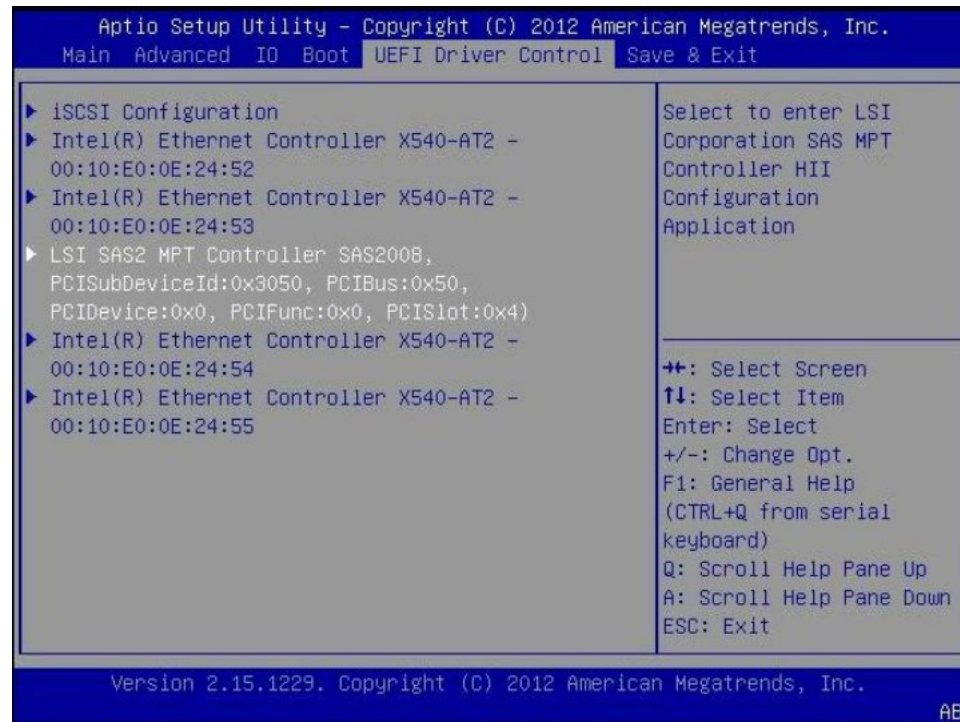 Aptio Setup Utility – Copyright (C) 2012 American Megatrends, Inc.
Main Advanced IO Boot UEFI Driver Control Save & Exit
▶ iSCSI Configuration
▶ Intel(R) Ethernet Controller X540-AT2 –
00:10:E0:0E:24:52
▶ Intel(R) Ethernet Controller X540-AT2 –
00:10:E0:0E:24:53
▶ LSI SAS2 MPT Controller SAS2008,
PCISubDeviceId:0x3050, PCIBus:0x50,
PCIDevice:0x0, PCIFunc:0x0, PCISlot:0x4)
▶ Intel(R) Ethernet Controller X540-AT2 –
00:10:E0:0E:24:54
▶ Intel(R) Ethernet Controller X540-AT2 –
00:10:E0:0E:24:55
Select to enter LSI
Corporation SAS MPT
Controller HII
Configuration
Application
→←: Select Screen
↑↓: Select Item
Enter: Select
+/-: Change Opt.
F1: General Help
(CTRL+Q from serial
keyboard)
Q: Scroll Help Pane Up
A: Scroll Help Pane Down
ESC: Exit
Version 2.15.1229. Copyright (C) 2012 American Megatrends, Inc.
AB